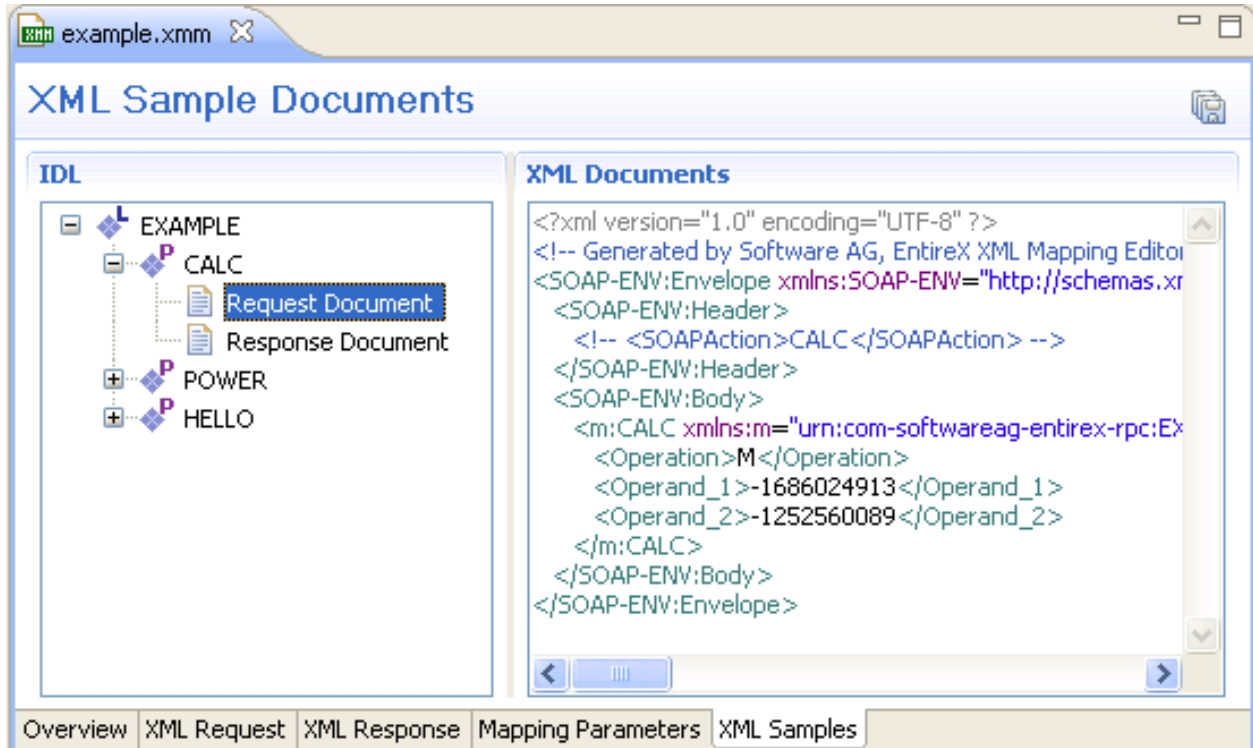 example.xmm
XML Sample Documents
IDL
EXAMPLE
CALC
Request Document
Response Document
POWER
HELLO
XML Documents
<?xml version="1.0" encoding="UTF-8" ?>
<!-- Generated by Software AG, EntireX XML Mapping Editor
<SOAP-ENV:Envelope xmlns:SOAP-ENV="http://schemas.xr
<SOAP-ENV:Header>
<!-- <SOAPAction>CALC</SOAPAction> -->
</SOAP-ENV:Header>
<SOAP-ENV:Body>
<m:CALC xmlns:m="urn:com-softwareag-entirex-rpc:EX
<Operation>M</Operation>
<Operand_1>-1686024913</Operand_1>
<Operand_2>-1252560089</Operand_2>
</m:CALC>
</SOAP-ENV:Body>
</SOAP-ENV:Envelope>
Overview XML Request XML Response Mapping Parameters XML Samples